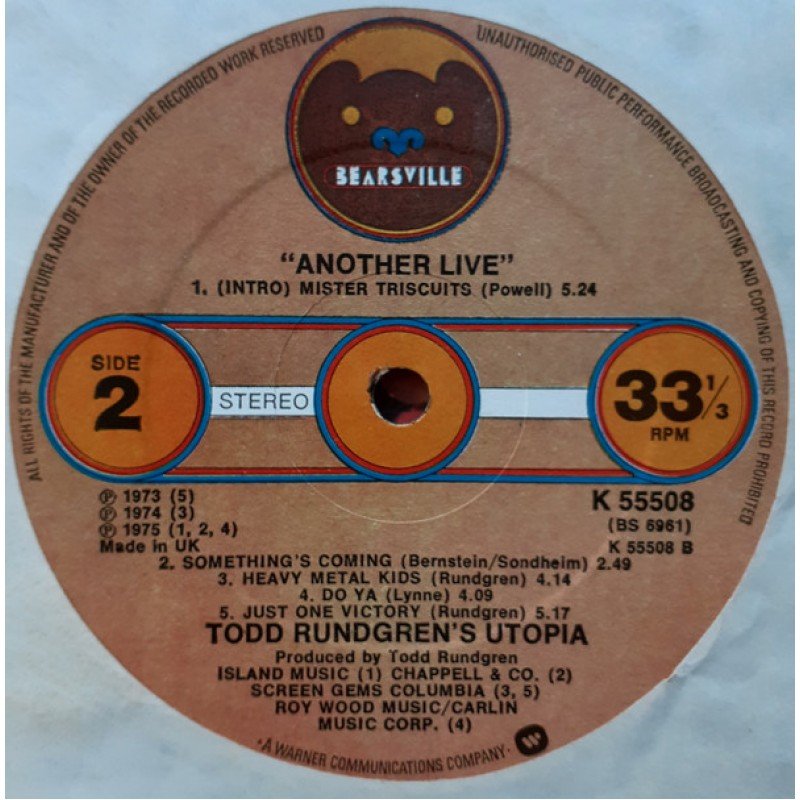 ALL RIGHTS OF THE MANUFACTURER AND OF THE OWNER OF THE RECORDED WORK RESERVED
UNAUTHORISED PUBLIC PERFORMANCE BROADCASTING AND COPYING OF THIS RECORD PROHIBITED
BEARSVILLE
“ANOTHER LIVE”
1. (INTRO) MISTER TRISCUITS (Powell) 5.24
SIDE
2
STEREO
33 1/3
RPM
℗ 1973 (5)
℗ 1974 (3)
℗ 1975 (1, 2, 4)
Made in UK
K 55508
(BS 6961)
K 55508 B
2. SOMETHING'S COMING (Bernstein/Sondheim) 2.49
3. HEAVY METAL KIDS (Rundgren) 4.14
4. DO YA (Lynne) 4.09
5. JUST ONE VICTORY (Rundgren) 5.17
TODD RUNDGREN'S UTOPIA
Produced by Todd Rundgren
ISLAND MUSIC (1) CHAPPELL & CO. (2)
SCREEN GEMS COLUMBIA (3, 5)
ROY WOOD MUSIC/CARLIN
MUSIC CORP. (4)
·A WARNER COMMUNICATIONS COMPANY·